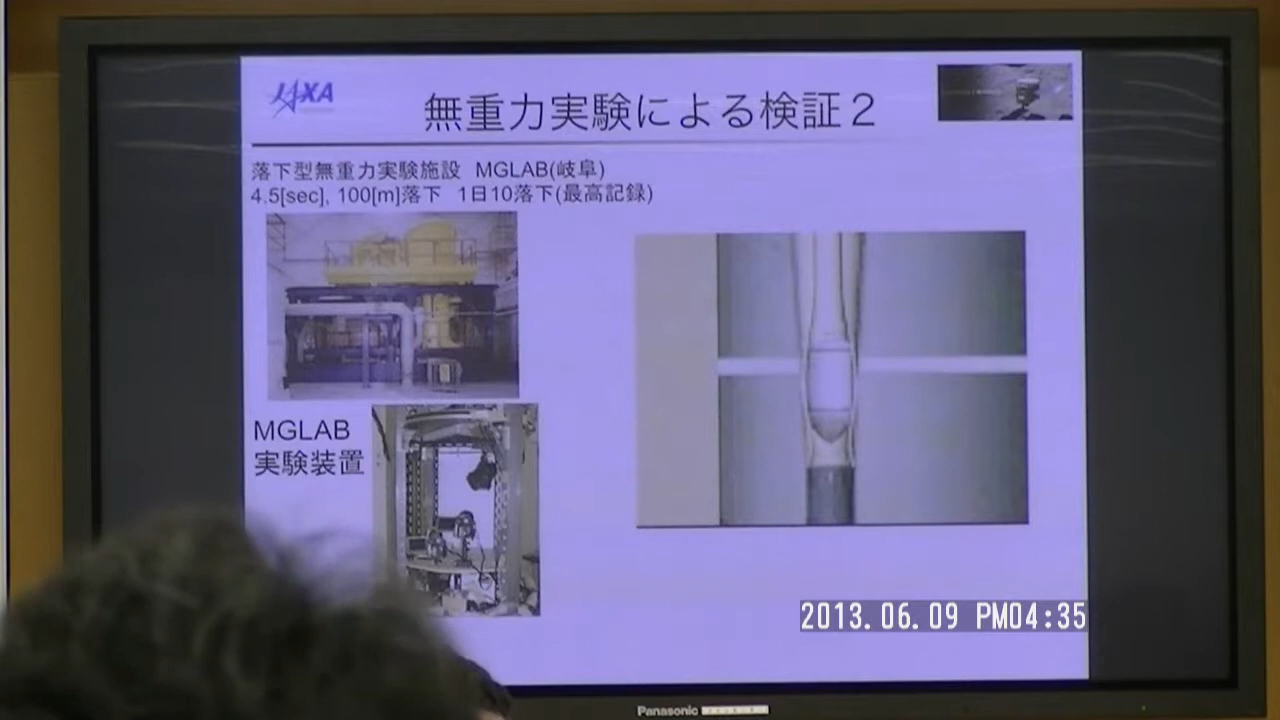 JAXA
無重力実験による検証2
落下型無重力実験施設 MGLAB(岐阜)
4.5[sec], 100[m]落下 1日10落下(最高記録)
MGLAB
実験装置
2013.06.09 PM04:35
Panasonic